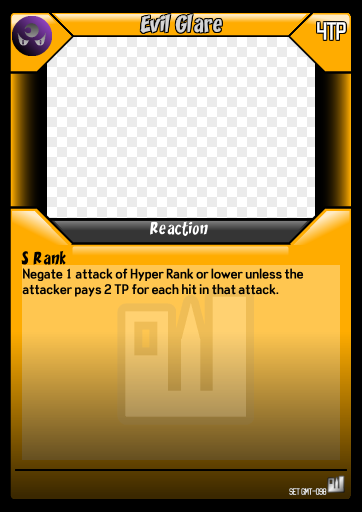 Evil Glare
4TP
Reaction
S Rank
Negate 1 attack of Hyper Rank or lower unless the
attacker pays 2 TP for each hit in that attack.
SET GMT-098